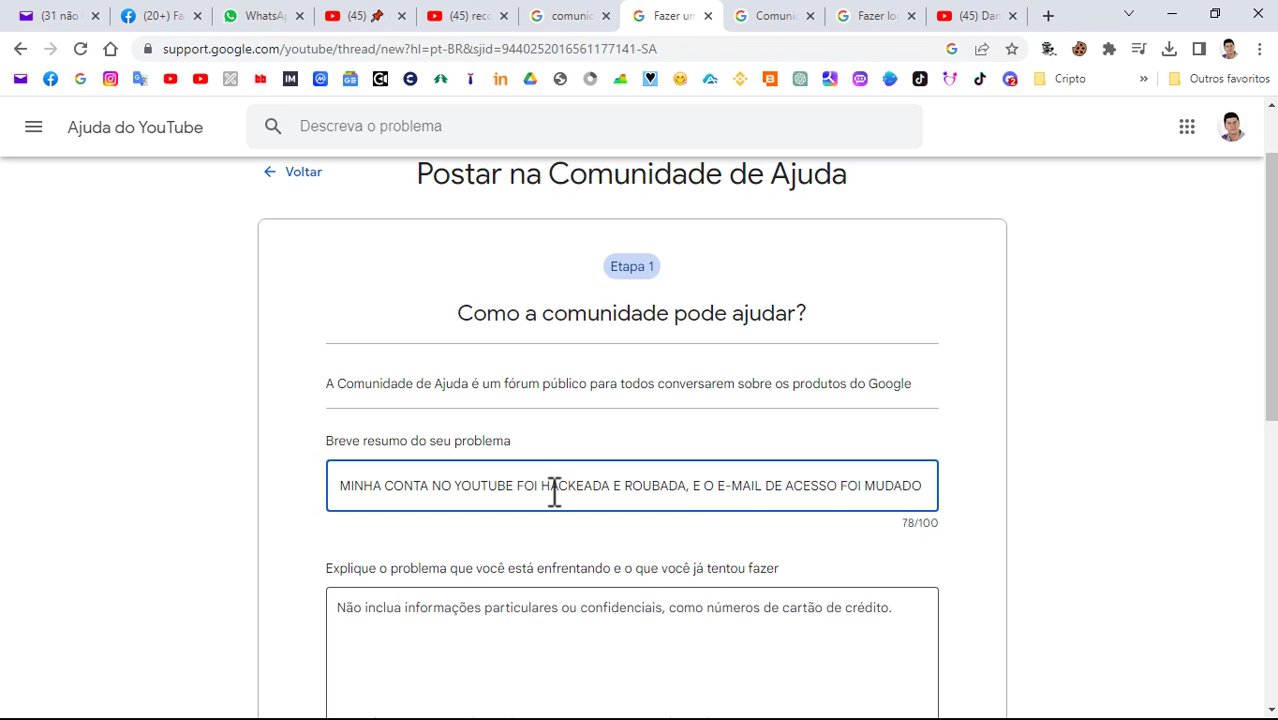 (31 não l
(20+) Fa
WhatsAp
(45)
(45) reco
comunic
Fazer un
Comuni
Fazer lo
(45) Dar
support.google.com/youtube/thread/new?hl=pt-BR&sjid=9440252016561177141-SA
Cripto
»
Outros favoritos
Ajuda do YouTube
Descreva o problema
Voltar
Postar na Comunidade de Ajuda
Etapa 1
Como a comunidade pode ajudar?
A Comunidade de Ajuda é um fórum público para todos conversarem sobre os produtos do Google
Breve resumo do seu problema
MINHA CONTA NO YOUTUBE FOI HACKEADA E ROUBADA, E O E-MAIL DE ACESSO FOI MUDADO
78/100
Explique o problema que você está enfrentando e o que você já tentou fazer
Não inclua informações particulares ou confidenciais, como números de cartão de crédito.